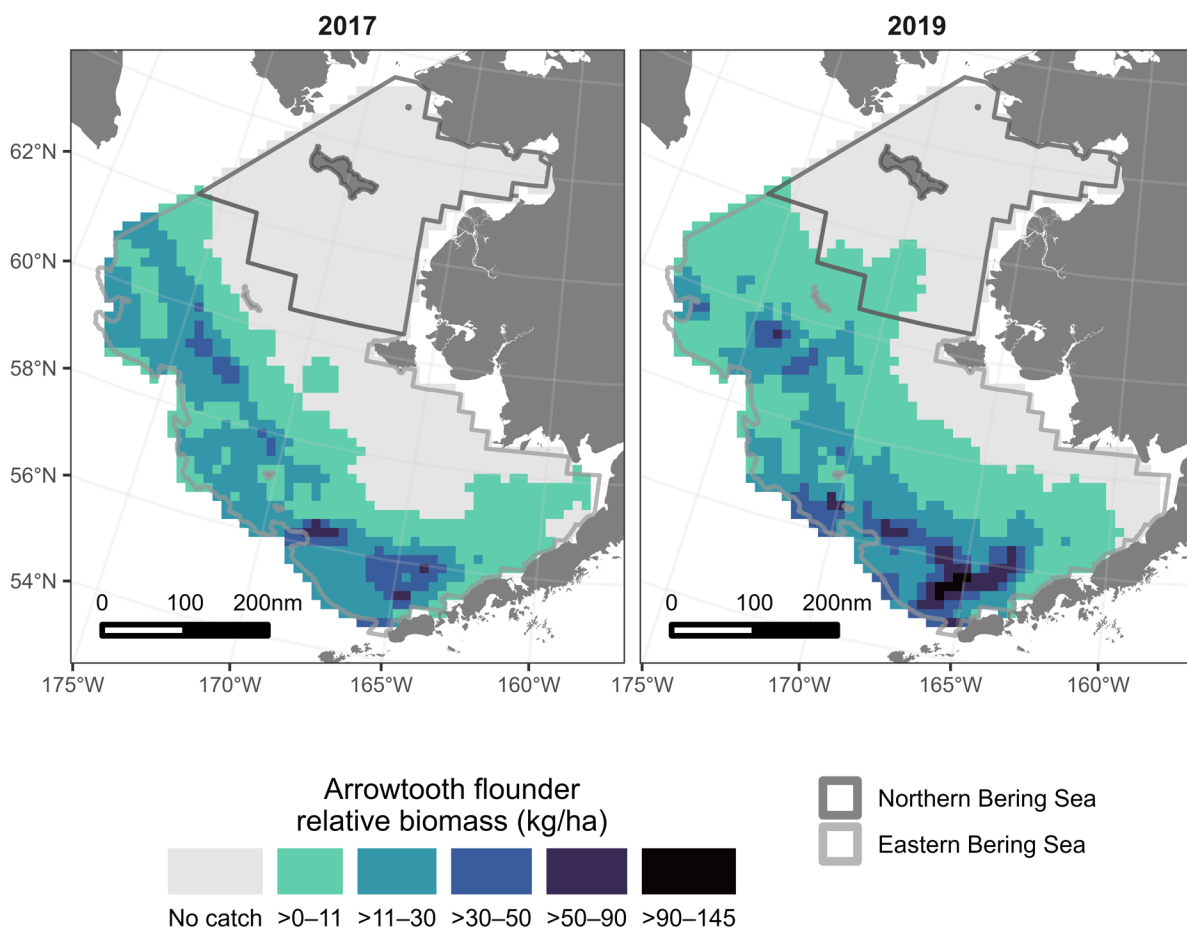 2017
2019
62°N
60°N
58°N
56°N
54°N
0 100 200nm
0 100 200nm
175°W 170°W 165°W 160°W
175°W 170°W 165°W 160°W
Arrowtooth flounder
relative biomass (kg/ha)
No catch >0–11 >11–30 >30–50 >50–90 >90–145
Northern Bering Sea
Eastern Bering Sea